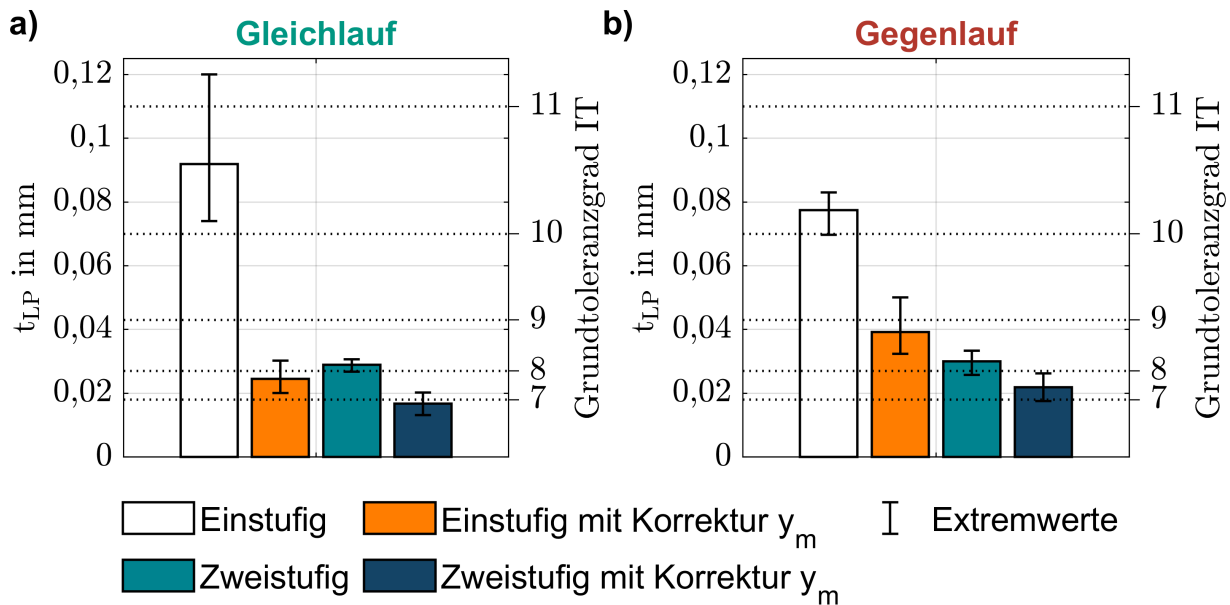 a)
Gleichlauf
t_LP in mm
0,12
0,1
0,08
0,06
0,04
0,02
0
11
10
9
8
7
Grundtoleranzgrad IT
b)
Gegenlauf
t_LP in mm
0,12
0,1
0,08
0,06
0,04
0,02
0
11
10
9
8
7
Grundtoleranzgrad IT
Einstufig
Einstufig mit Korrektur y_m
Extremwerte
Zweistufig
Zweistufig mit Korrektur y_m